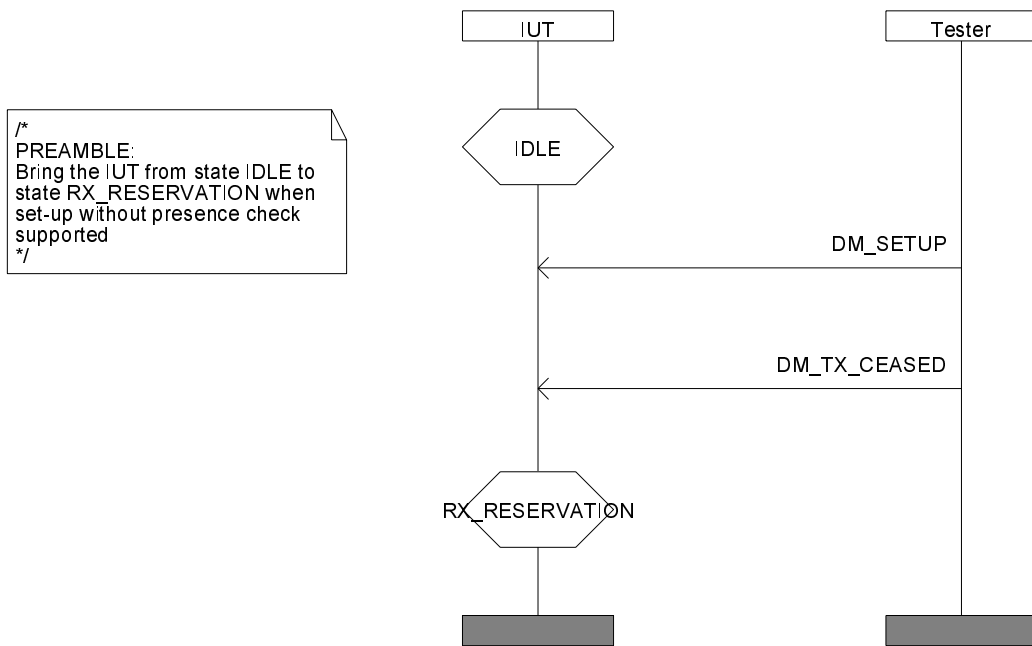 IUT
Tester
/*
PREAMBLE:
Bring the IUT from state IDLE to
state RX_RESERVATION when
set-up without presence check
supported
*/
IDLE
DM_SETUP
DM_TX_CEASED
RX_RESERVATION